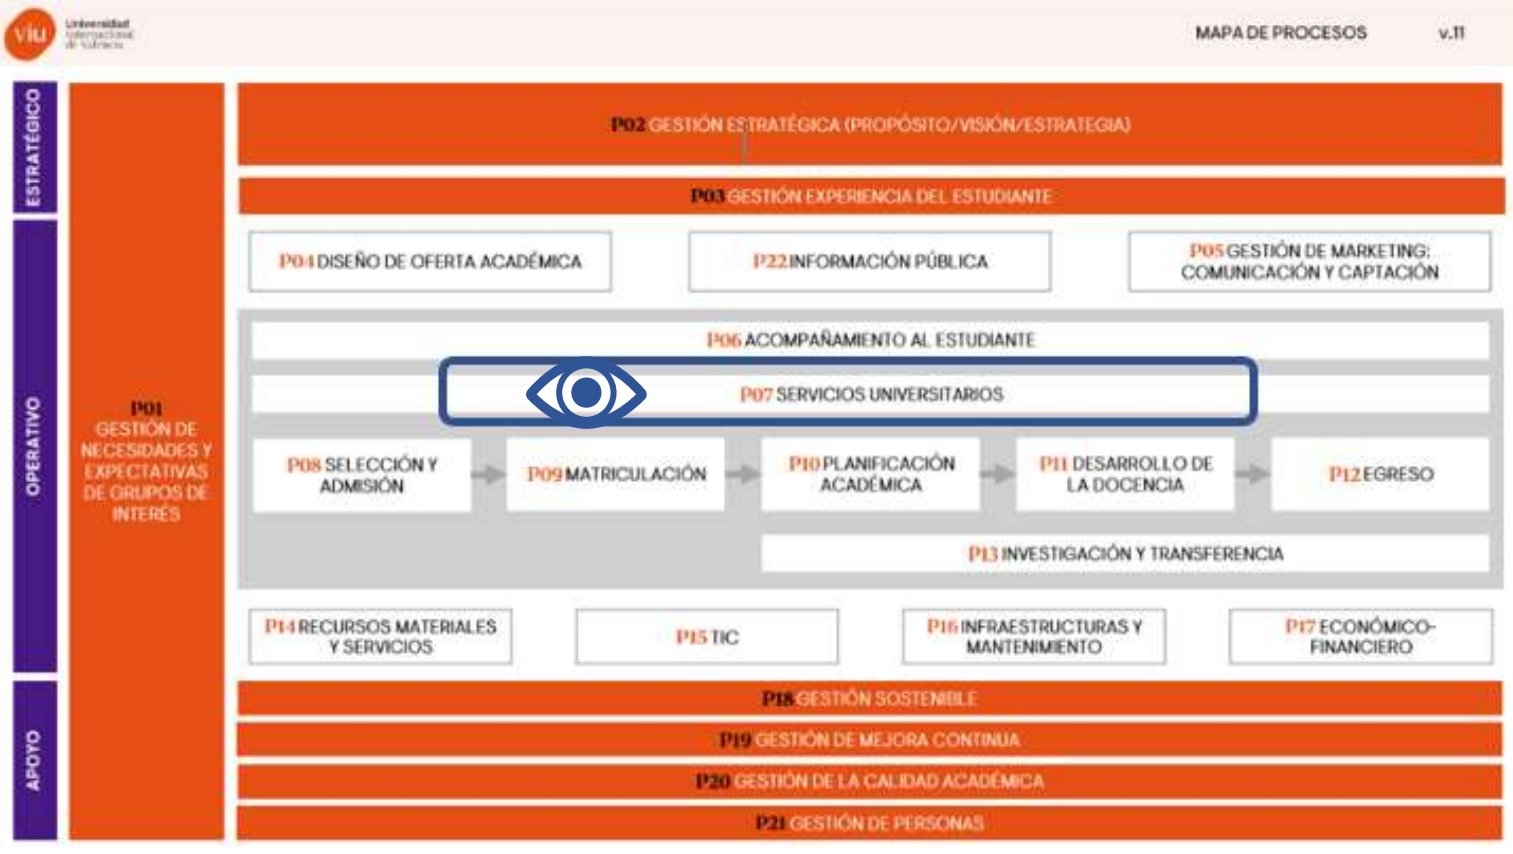 viu
Universidad
Internacional
de Valencia
MAPA DE PROCESOS
v.11
ESTRATÉGICO
P02 GESTIÓN ESTRATÉGICA (PROPÓSITO/VISIÓN/ESTRATEGIA)
P03 GESTIÓN EXPERIENCIA DEL ESTUDIANTE
OPERATIVO
P01
GESTIÓN DE
NECESIDADES Y
EXPECTATIVAS
DE GRUPOS DE
INTERÉS
P04 DISEÑO DE OFERTA ACADÉMICA
P22 INFORMACIÓN PÚBLICA
P05 GESTIÓN DE MARKETING:
COMUNICACIÓN Y CAPTACIÓN
P06 ACOMPAÑAMIENTO AL ESTUDIANTE
P07 SERVICIOS UNIVERSITARIOS
P08 SELECCIÓN Y
ADMISIÓN
P09 MATRICULACIÓN
P10 PLANIFICACIÓN
ACADÉMICA
P11 DESARROLLO DE
LA DOCENCIA
P12 EGRESO
P13 INVESTIGACIÓN Y TRANSFERENCIA
P14 RECURSOS MATERIALES
Y SERVICIOS
P15 TIC
P16 INFRAESTRUCTURAS Y
MANTENIMIENTO
P17 ECONÓMICO-
FINANCIERO
APOYO
P18 GESTIÓN SOSTENIBLE
P19 GESTIÓN DE MEJORA CONTINUA
P20 GESTIÓN DE LA CALIDAD ACADÉMICA
P21 GESTIÓN DE PERSONAS